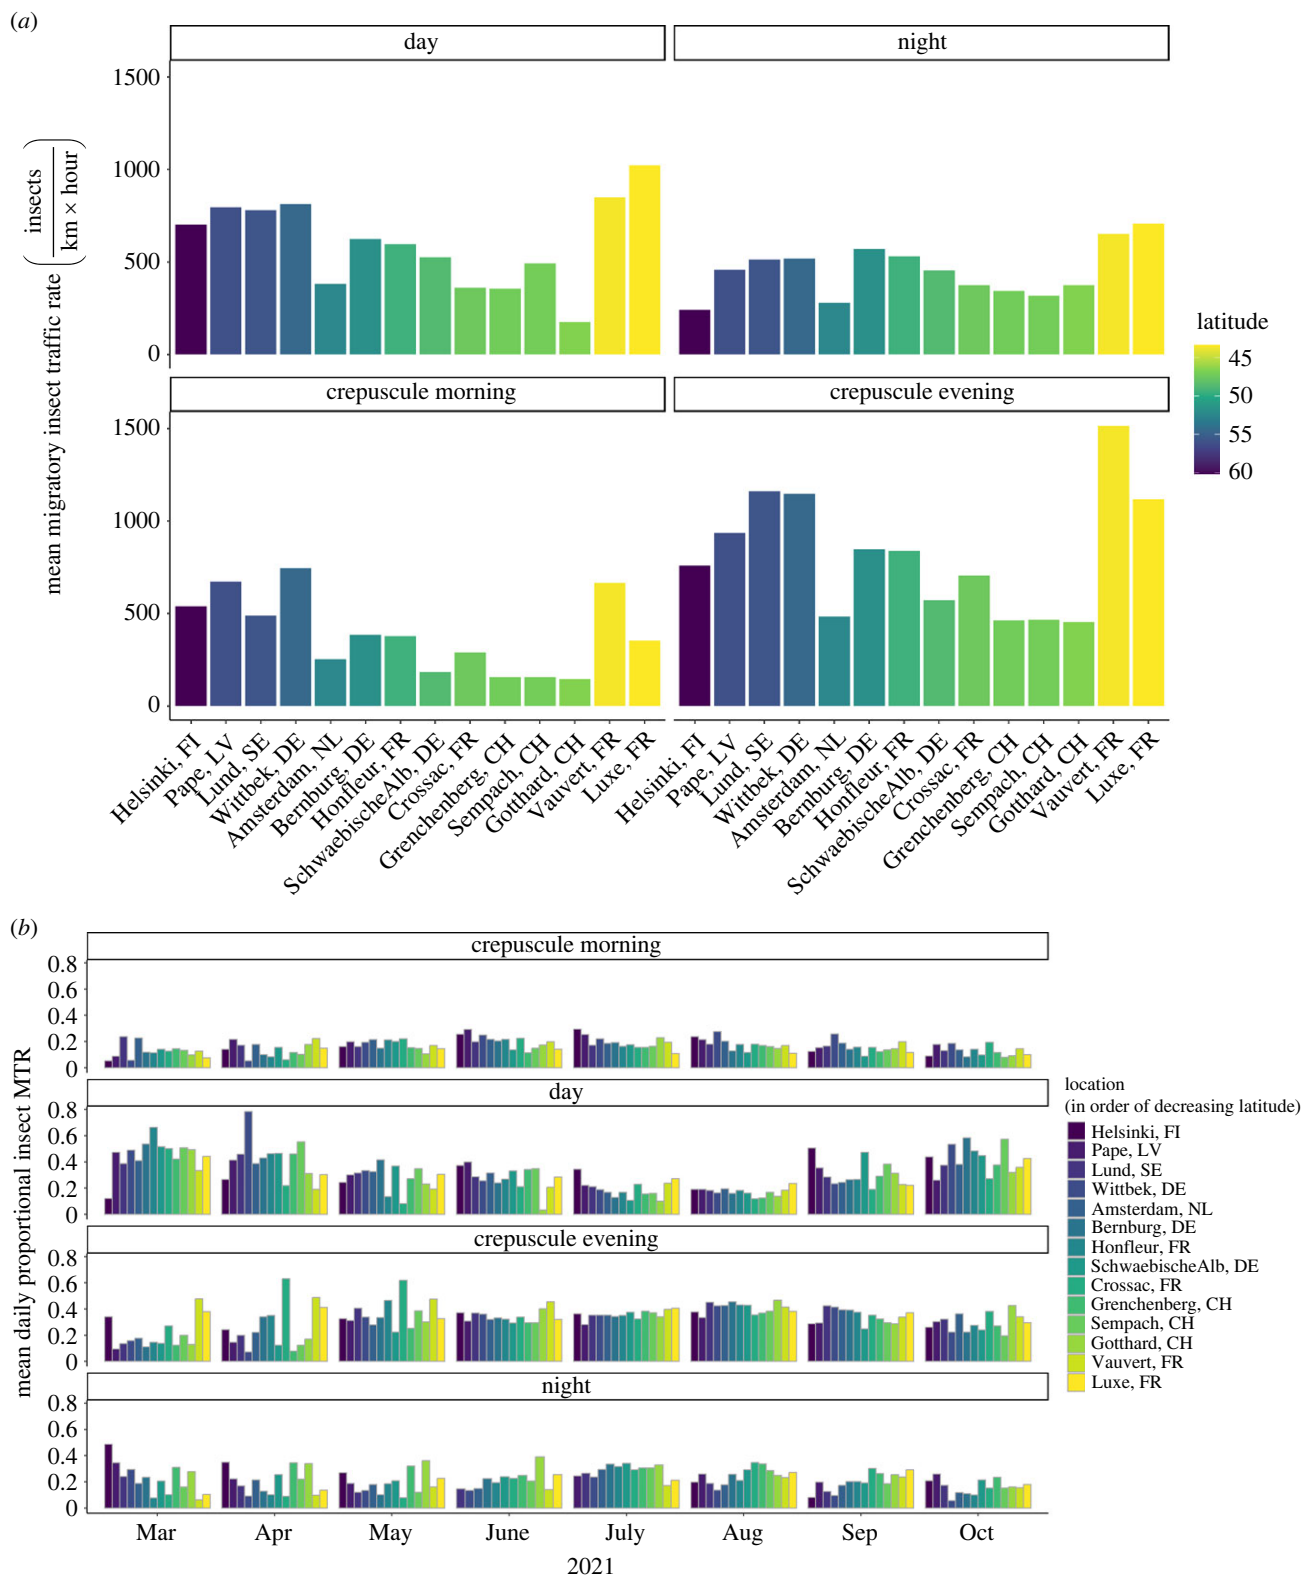 (a)
day
night
1500
1000
500
0
mean migratory insect traffic rate (insects / km × hour)
crepuscule morning
crepuscule evening
1500
1000
500
0
latitude
45
50
55
60
Helsinki, FI
Pape, LV
Lund, SE
Wittbek, DE
Amsterdam, NL
Bernburg, DE
Honfleur, FR
SchwaebischeAlb, DE
Crossac, FR
Grenchenberg, CH
Sempach, CH
Gotthard, CH
Vauvert, FR
Luxe, FR
Helsinki, FI
Pape, LV
Lund, SE
Wittbek, DE
Amsterdam, NL
Bernburg, DE
Honfleur, FR
SchwaebischeAlb, DE
Crossac, FR
Grenchenberg, CH
Sempach, CH
Gotthard, CH
Vauvert, FR
Luxe, FR
(b)
mean daily proportional insect MTR
crepuscule morning
0.8
0.6
0.4
0.2
0
day
0.8
0.6
0.4
0.2
0
crepuscule evening
0.8
0.6
0.4
0.2
0
night
0.8
0.6
0.4
0.2
0
Mar
Apr
May
June
July
Aug
Sep
Oct
2021
location
(in order of decreasing latitude)
Helsinki, FI
Pape, LV
Lund, SE
Wittbek, DE
Amsterdam, NL
Bernburg, DE
Honfleur, FR
SchwaebischeAlb, DE
Crossac, FR
Grenchenberg, CH
Sempach, CH
Gotthard, CH
Vauvert, FR
Luxe, FR